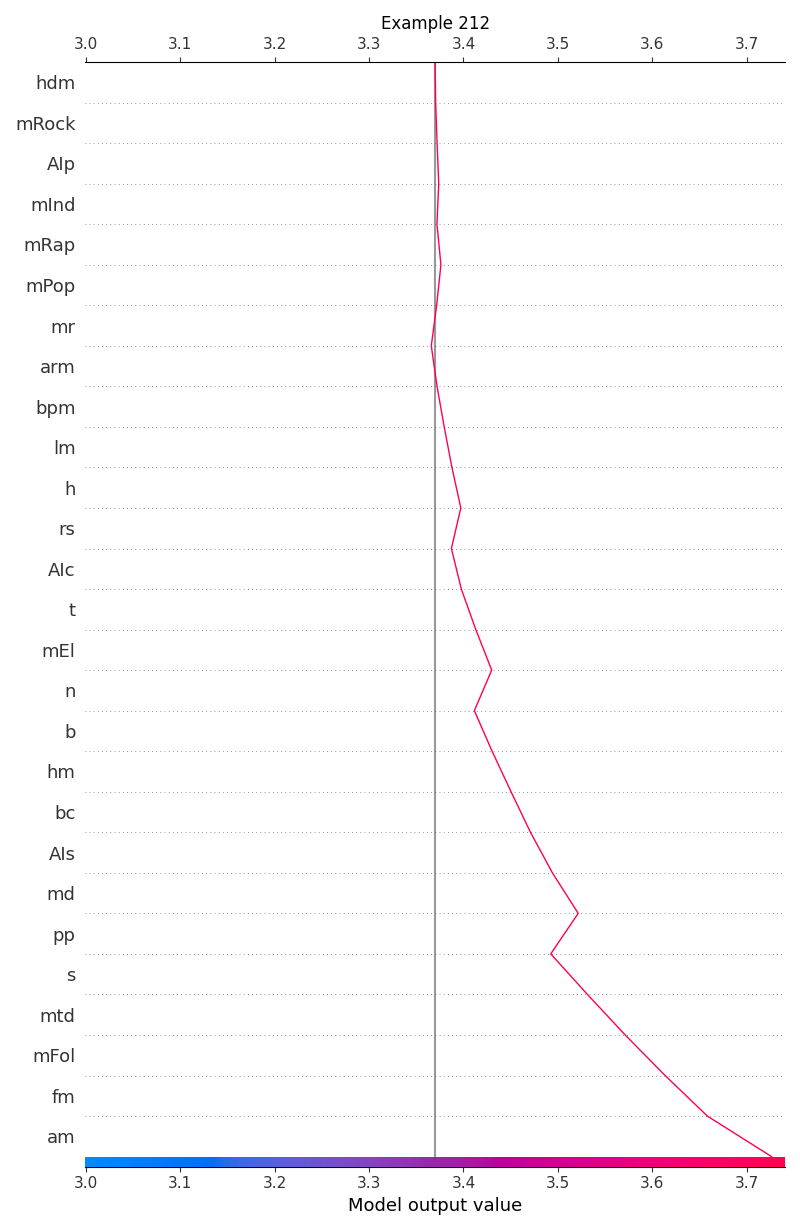 Example 212
3.0 3.1 3.2 3.3 3.4 3.5 3.6 3.7
hdm
mRock
AIp
mInd
mRap
mPop
mr
arm
bpm
lm
h
rs
AIc
t
mEl
n
b
hm
bc
AIs
md
pp
s
mtd
mFol
fm
am
3.0 3.1 3.2 3.3 3.4 3.5 3.6 3.7
Model output value